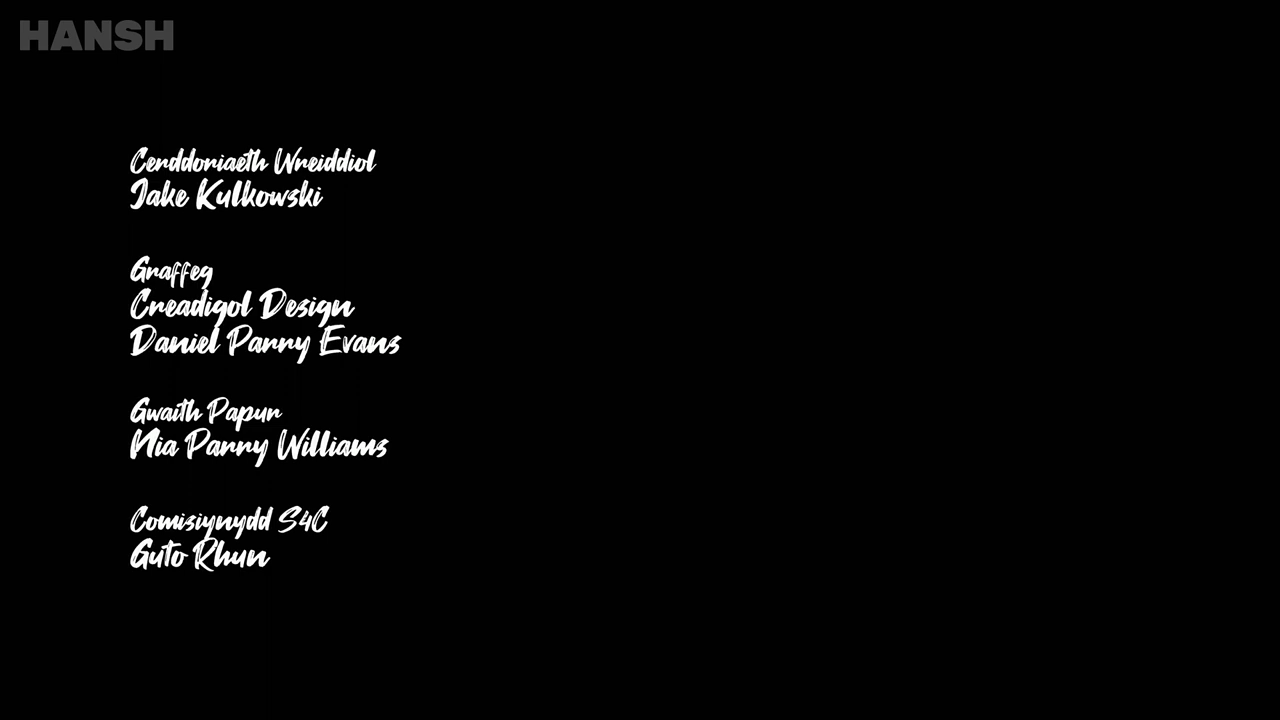 HANSH
Cerddoriaeth Wreiddiol
Jake Kulkowski
Graffeg
Creadigol Design
Daniel Parry Evans
Gwaith Papur
Nia Parry Williams
Comisiynydd S4C
Guto Rhun